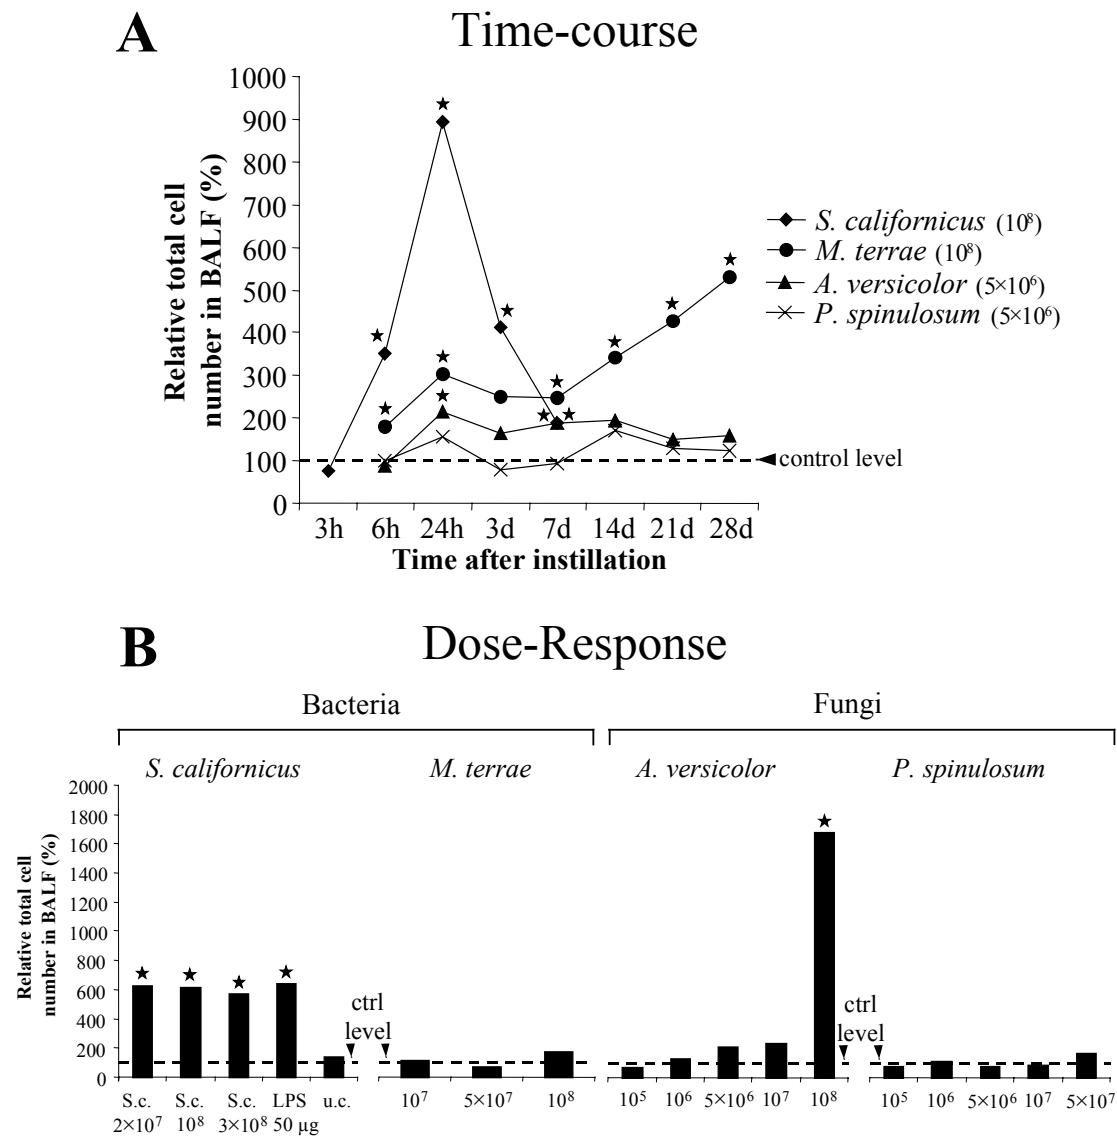 A
Time-course
Relative total cell
number in BALF (%)
1000
900
800
700
600
500
400
300
200
100
0
3h 6h 24h 3d 7d 14d 21d 28d
Time after instillation
S. californicus (10⁸)
M. terrae (10⁸)
A. versicolor (5×10⁶)
P. spinulosum (5×10⁶)
control level
B
Dose-Response
Bacteria Fungi
S. californicus M. terrae A. versicolor P. spinulosum
Relative total cell
number in BALF (%)
2000
1800
1600
1400
1200
1000
800
600
400
200
0
ctrl
level
ctrl
level
S.c. S.c. S.c. LPS u.c. 10⁷ 5×10⁷ 10⁸ 10⁵ 10⁶ 5×10⁶ 10⁷ 10⁸ 10⁵ 10⁶ 5×10⁶ 10⁷ 5×10⁷
2×10⁷ 10⁸ 3×10⁸ 50 µg